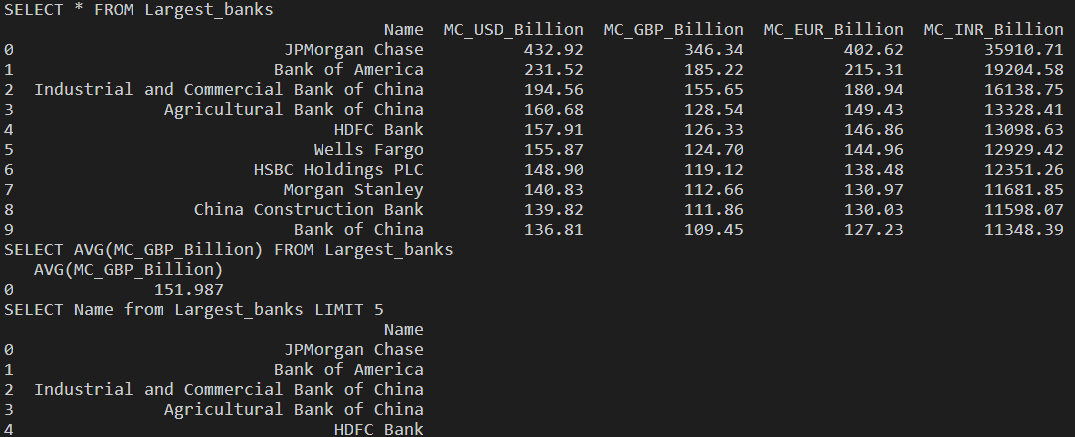 SELECT * FROM Largest_banks
Name MC_USD_Billion MC_GBP_Billion MC_EUR_Billion MC_INR_Billion
0 JPMorgan Chase 432.92 346.34 402.62 35910.71
1 Bank of America 231.52 185.22 215.31 19204.58
2 Industrial and Commercial Bank of China 194.56 155.65 180.94 16138.75
3 Agricultural Bank of China 160.68 128.54 149.43 13328.41
4 HDFC Bank 157.91 126.33 146.86 13098.63
5 Wells Fargo 155.87 124.70 144.96 12929.42
6 HSBC Holdings PLC 148.90 119.12 138.48 12351.26
7 Morgan Stanley 140.83 112.66 130.97 11681.85
8 China Construction Bank 139.82 111.86 130.03 11598.07
9 Bank of China 136.81 109.45 127.23 11348.39
SELECT AVG(MC_GBP_Billion) FROM Largest_banks
AVG(MC_GBP_Billion)
0 151.987
SELECT Name from Largest_banks LIMIT 5
Name
0 JPMorgan Chase
1 Bank of America
2 Industrial and Commercial Bank of China
3 Agricultural Bank of China
4 HDFC Bank